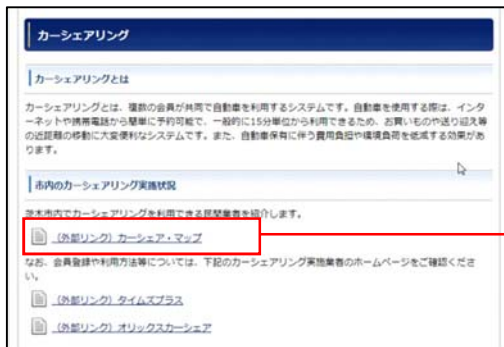 カーシェアリング
カーシェアリングとは
カーシェアリングとは、複数の会員が共同で自動車を利用するシステムです。自動車を使用する際は、インタ
ーネットや携帯電話から簡単に予約可能で、一般的に15分単位から利用できるため、お買いものや送り迎え等
の近距離の移動に大変便利なシステムです。また、自動車保有に伴う費用負担や環境負荷を低減する効果があ
ります。
市内のカーシェアリング実施状況
茨木市内でカーシェアリングを利用できる民間業者を紹介します。
(外部リンク) カーシェア・マップ
なお、会員登録や利用方法等については、下記のカーシェアリング実施業者のホームページをご確認くださ
い。
(外部リンク) タイムズプラス
(外部リンク) オリックスカーシェア